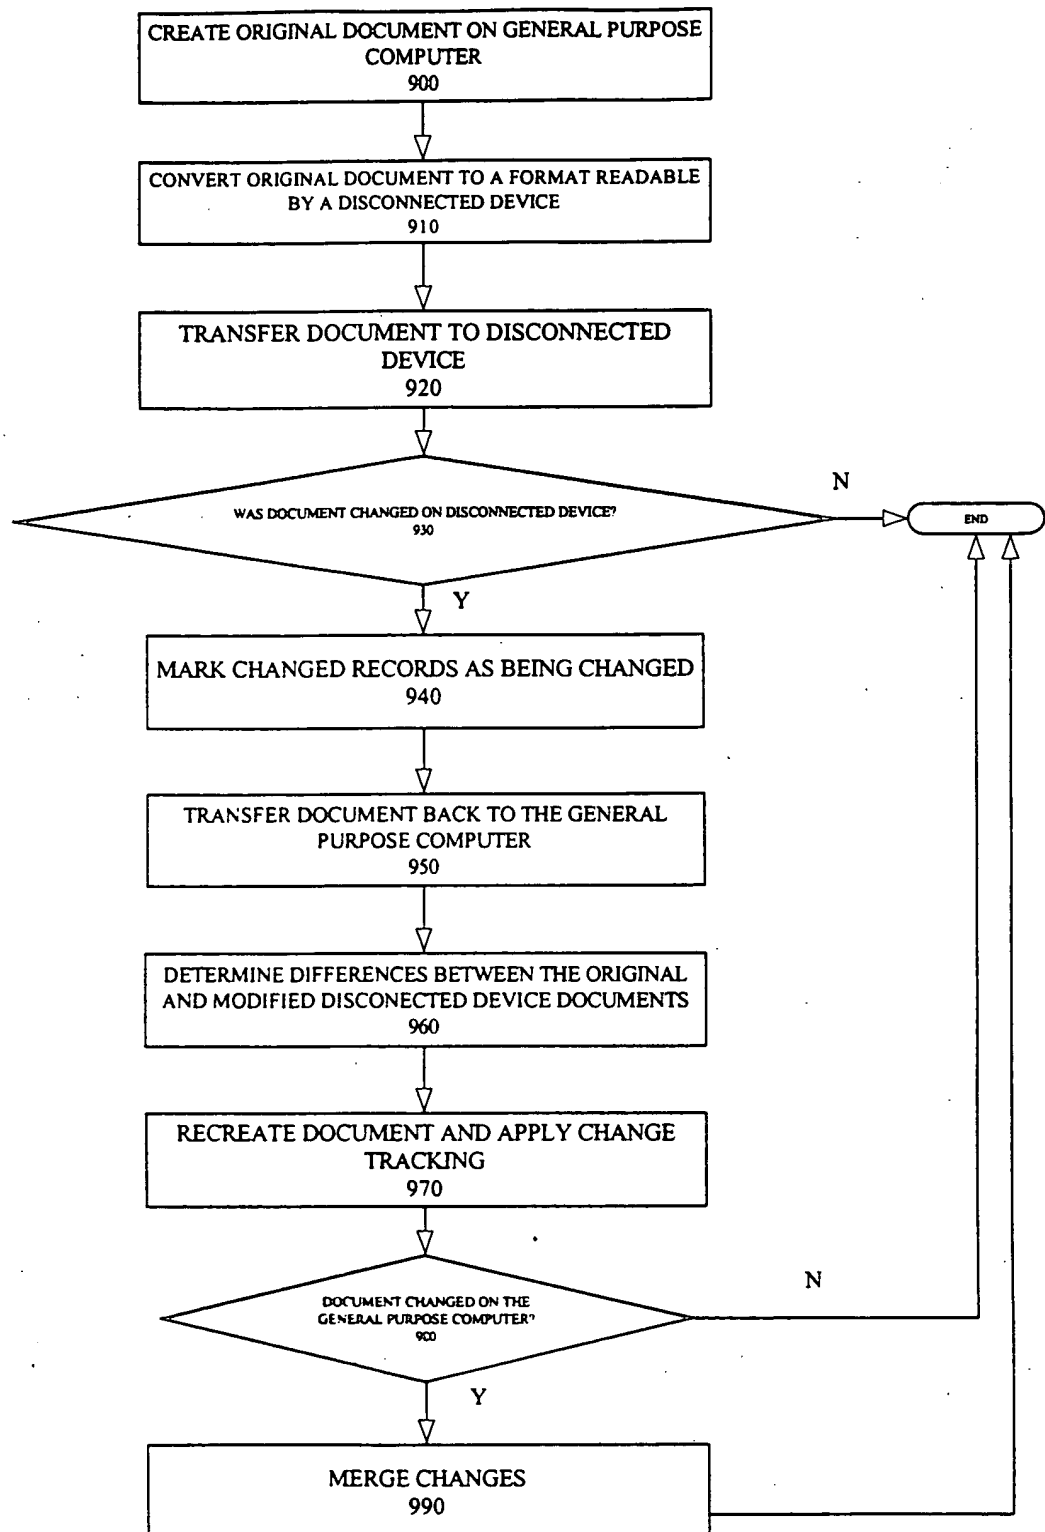 CREATE ORIGINAL DOCUMENT ON GENERAL PURPOSE
COMPUTER
900
CONVERT ORIGINAL DOCUMENT TO A FORMAT READABLE
BY A DISCONNECTED DEVICE
910
TRANSFER DOCUMENT TO DISCONNECTED
DEVICE
920
WAS DOCUMENT CHANGED ON DISCONNECTED DEVICE?
930
N
END
Y
MARK CHANGED RECORDS AS BEING CHANGED
940
TRANSFER DOCUMENT BACK TO THE GENERAL
PURPOSE COMPUTER
950
DETERMINE DIFFERENCES BETWEEN THE ORIGINAL
AND MODIFIED DISCONECTED DEVICE DOCUMENTS
960
RECREATE DOCUMENT AND APPLY CHANGE
TRACKING
970
DOCUMENT CHANGED ON THE
GENERAL PURPOSE COMPUTER?
N
Y
MERGE CHANGES
990